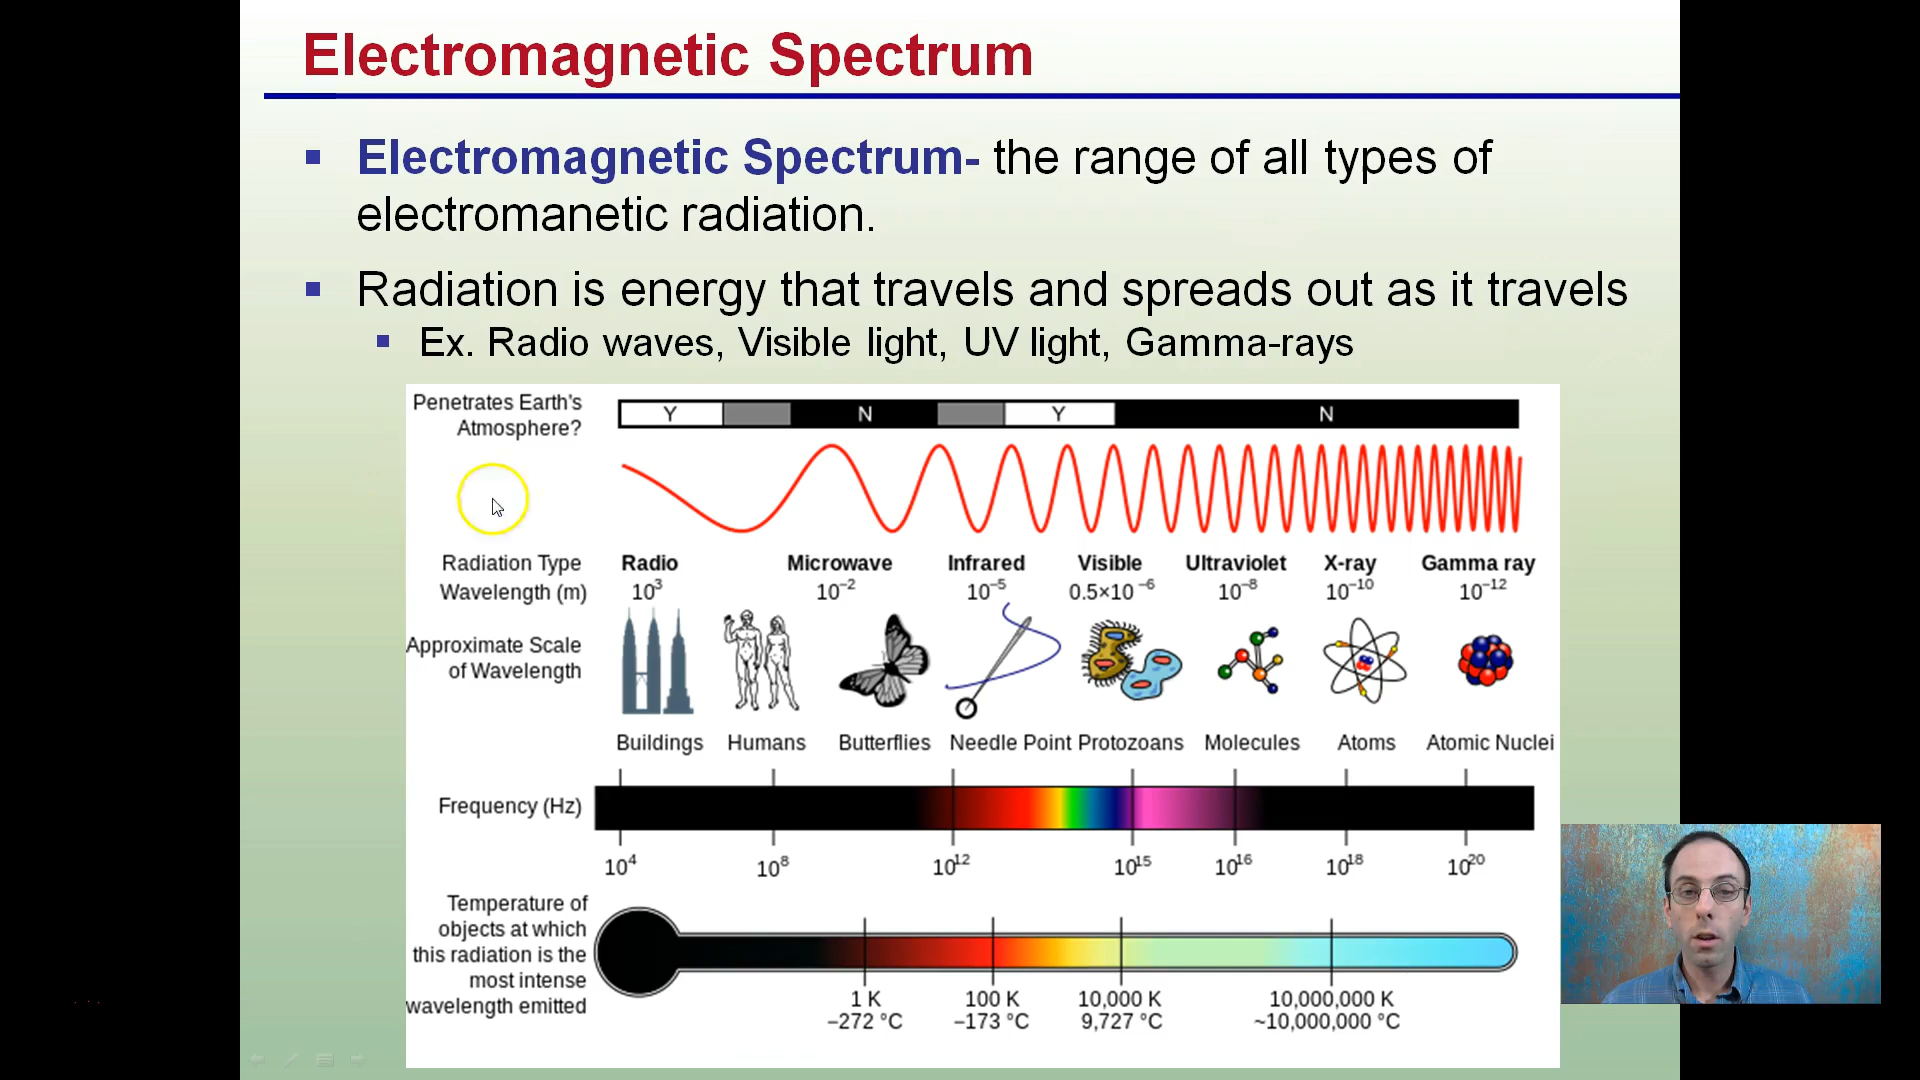 Electromagnetic Spectrum
Electromagnetic Spectrum- the range of all types of
electromanetic radiation.
Radiation is energy that travels and spreads out as it travels
Ex. Radio waves, Visible light, UV light, Gamma-rays
Penetrates Earth's
Atmosphere?
Y N Y N
Radiation Type Radio Microwave Infrared Visible Ultraviolet X-ray Gamma ray
Wavelength (m) 10³ 10⁻² 10⁻⁵ 0.5×10⁻⁶ 10⁻⁸ 10⁻¹⁰ 10⁻¹²
Approximate Scale
of Wavelength
Buildings Humans Butterflies Needle Point Protozoans Molecules Atoms Atomic Nuclei
Frequency (Hz)
10⁴ 10⁸ 10¹² 10¹⁵ 10¹⁶ 10¹⁸ 10²⁰
Temperature of
objects at which
this radiation is the
most intense
wavelength emitted
1 K 100 K 10,000 K 10,000,000 K
−272 °C −173 °C 9,727 °C ~10,000,000 °C